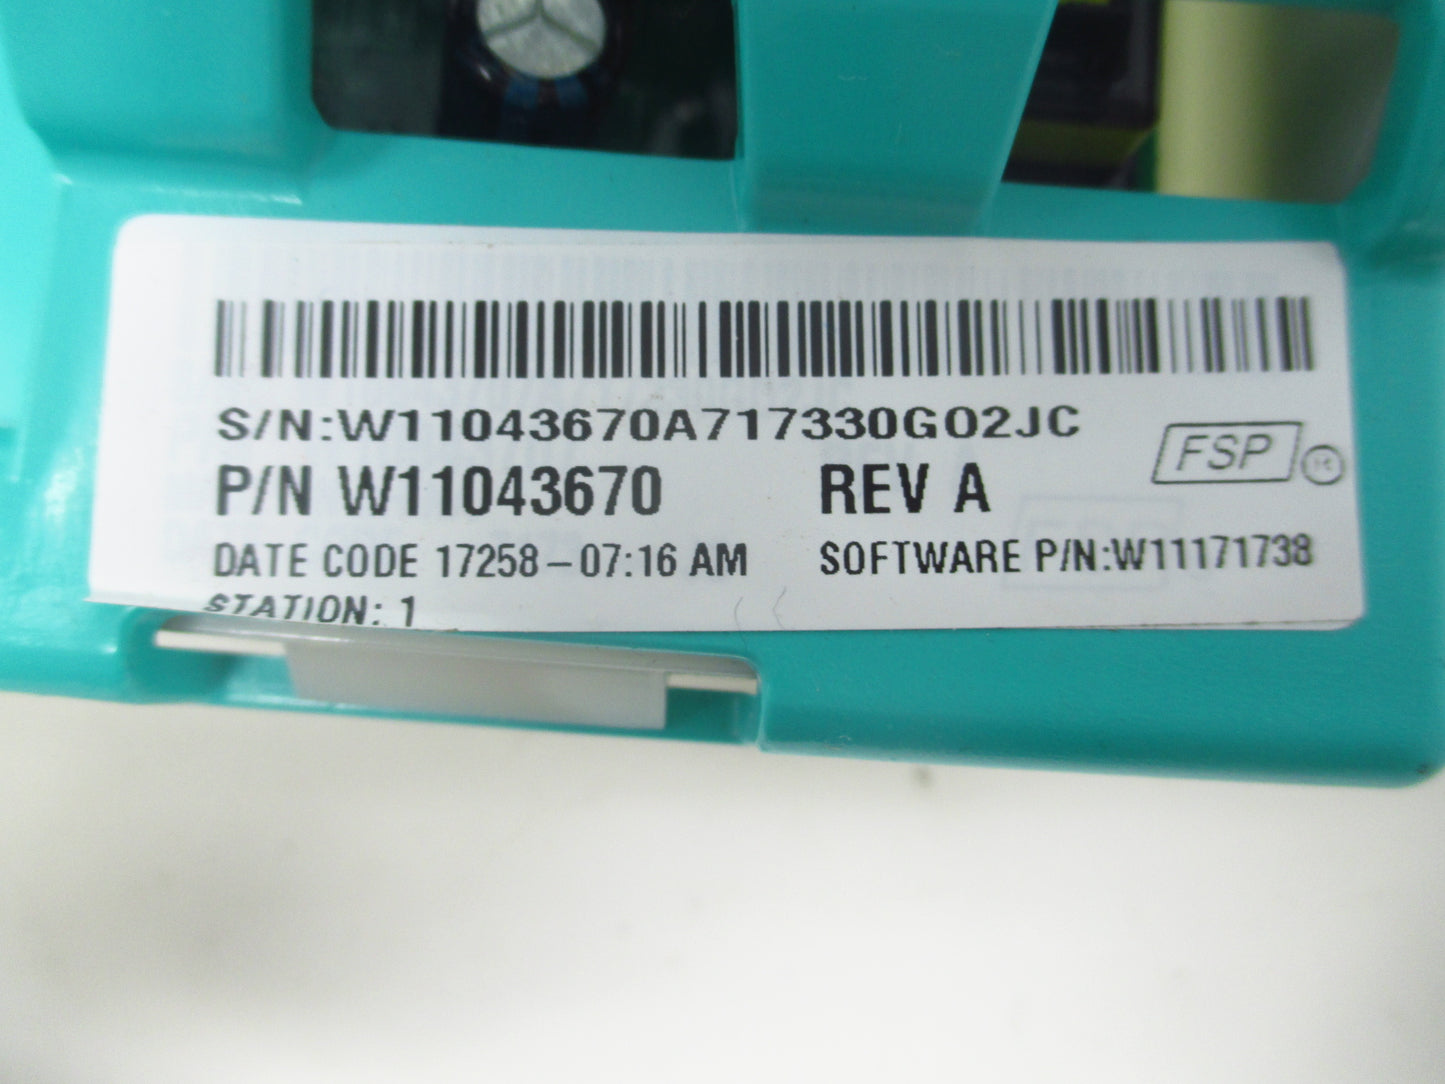 S/N:W11043670A717330G02JC
P/N W11043670 REV A
FSP
DATE CODE 17258-07:16 AM SOFTWARE P/N:W11171738
STATION: 1